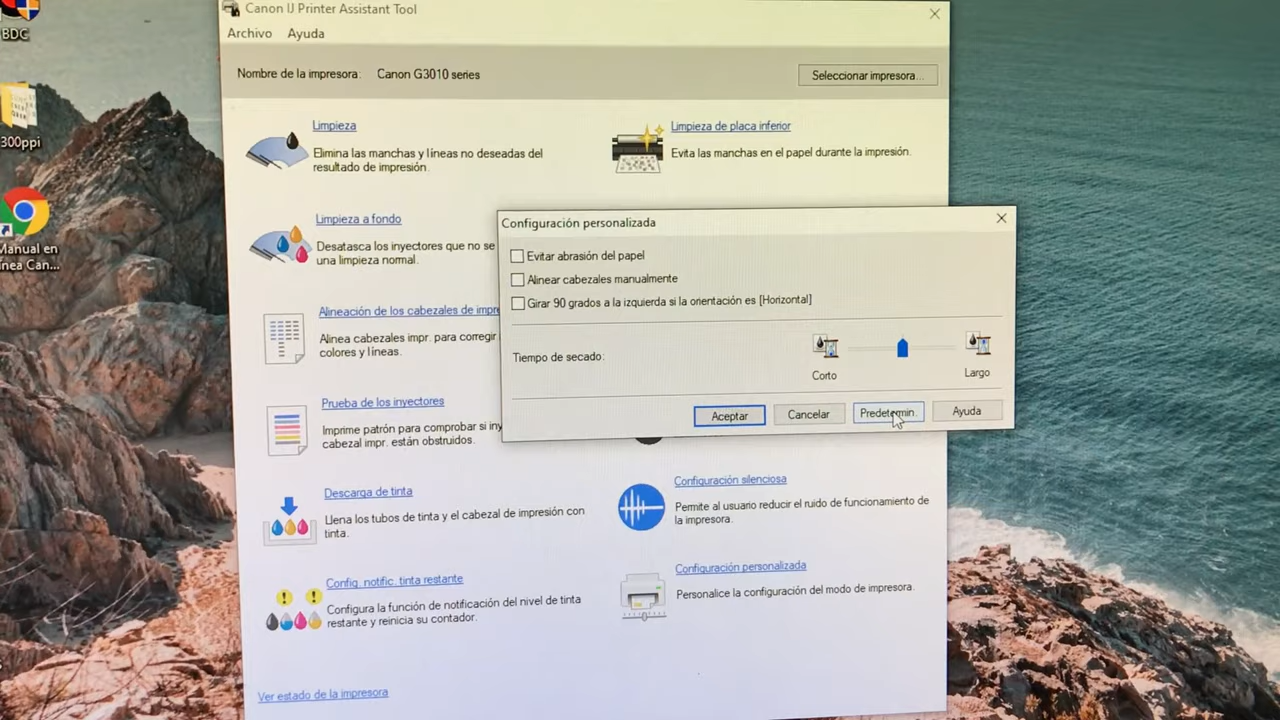 BDC
300ppi
Manual en
nea Can...
Canon IJ Printer Assistant Tool
Archivo
Ayuda
Nombre de la impresora:
Canon G3010 series
Seleccionar impresora...
Limpieza
Elimina las manchas y líneas no deseadas del
resultado de impresión.
Limpieza de placa inferior
Evita las manchas en el papel durante la impresión.
Limpieza a fondo
Desatasca los inyectores que no se
una limpieza normal.
Alineación de los cabezales de impre
Alinea cabezales impr. para corregir
colores y líneas.
Prueba de los inyectores
Imprime patrón para comprobar si iny
cabezal impr. están obstruidos.
Descarga de tinta
Llena los tubos de tinta y el cabezal de impresión con
tinta.
Config. notific. tinta restante
Configura la función de notificación del nivel de tinta
restante y reinicia su contador.
Configuración personalizada
Evitar abrasión del papel
Alinear cabezales manualmente
Girar 90 grados a la izquierda si la orientación es [Horizontal]
Tiempo de secado:
Corto
Largo
Aceptar
Cancelar
Predetermin.
Ayuda
Configuración silenciosa
Permite al usuario reducir el ruido de funcionamiento de
la impresora.
Configuración personalizada
Personalice la configuración del modo de impresora.
Ver estado de la impresora